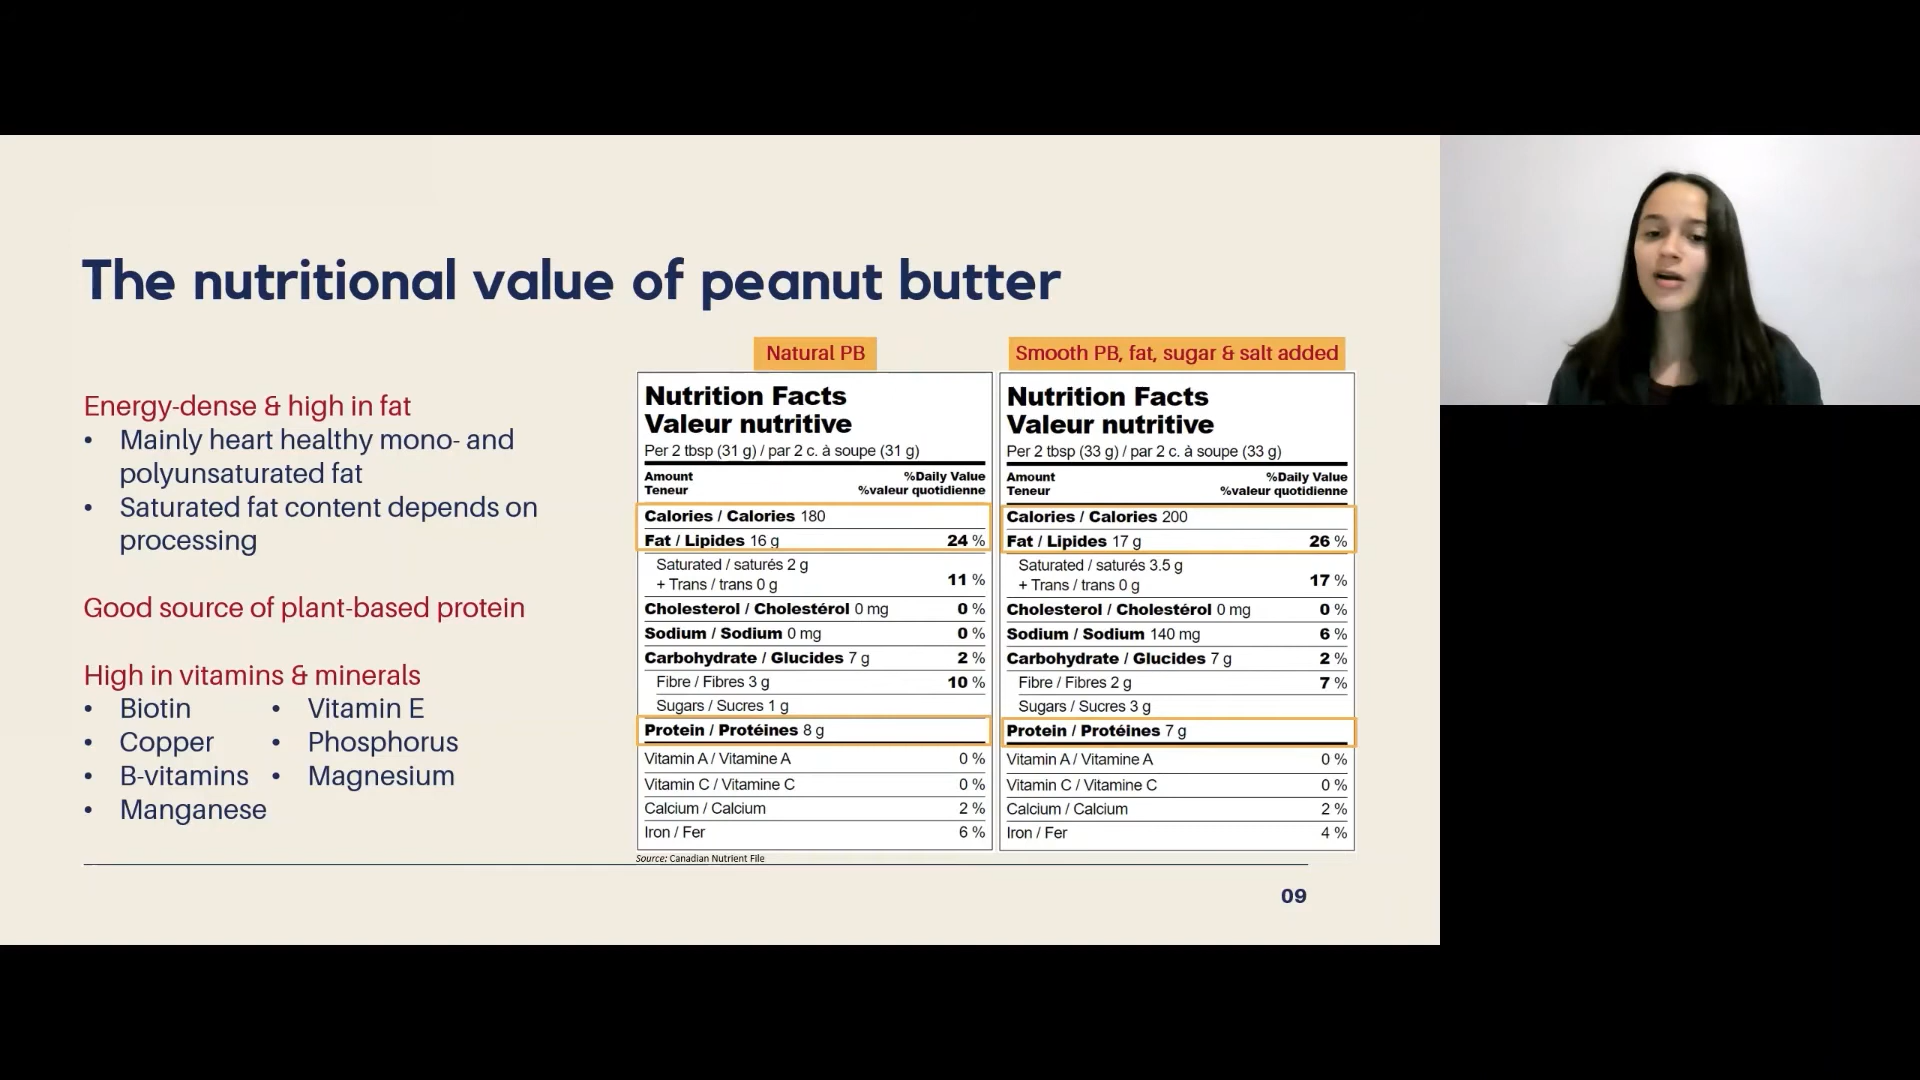 The nutritional value of peanut butter
Energy-dense & high in fat
• Mainly heart healthy mono- and
polyunsaturated fat
• Saturated fat content depends on
processing
Good source of plant-based protein
High in vitamins & minerals
• Biotin • Vitamin E
• Copper • Phosphorus
• B-vitamins • Magnesium
• Manganese
Natural PB
Nutrition Facts
Valeur nutritive
Per 2 tbsp (31 g) / par 2 c. à soupe (31 g)
Amount %Daily Value
Teneur %valeur quotidienne
Calories / Calories 180
Fat / Lipides 16 g 24 %
Saturated / saturés 2 g
+ Trans / trans 0 g 11 %
Cholesterol / Cholestérol 0 mg 0 %
Sodium / Sodium 0 mg 0 %
Carbohydrate / Glucides 7 g 2 %
Fibre / Fibres 3 g 10 %
Sugars / Sucres 1 g
Protein / Protéines 8 g
Vitamin A / Vitamine A 0 %
Vitamin C / Vitamine C 0 %
Calcium / Calcium 2 %
Iron / Fer 6 %
Source: Canadian Nutrient File
Smooth PB, fat, sugar & salt added
Nutrition Facts
Valeur nutritive
Per 2 tbsp (33 g) / par 2 c. à soupe (33 g)
Amount %Daily Value
Teneur %valeur quotidienne
Calories / Calories 200
Fat / Lipides 17 g 26 %
Saturated / saturés 3.5 g
+ Trans / trans 0 g 17 %
Cholesterol / Cholestérol 0 mg 0 %
Sodium / Sodium 140 mg 6 %
Carbohydrate / Glucides 7 g 2 %
Fibre / Fibres 2 g 7 %
Sugars / Sucres 3 g
Protein / Protéines 7 g
Vitamin A / Vitamine A 0 %
Vitamin C / Vitamine C 0 %
Calcium / Calcium 2 %
Iron / Fer 4 %
09